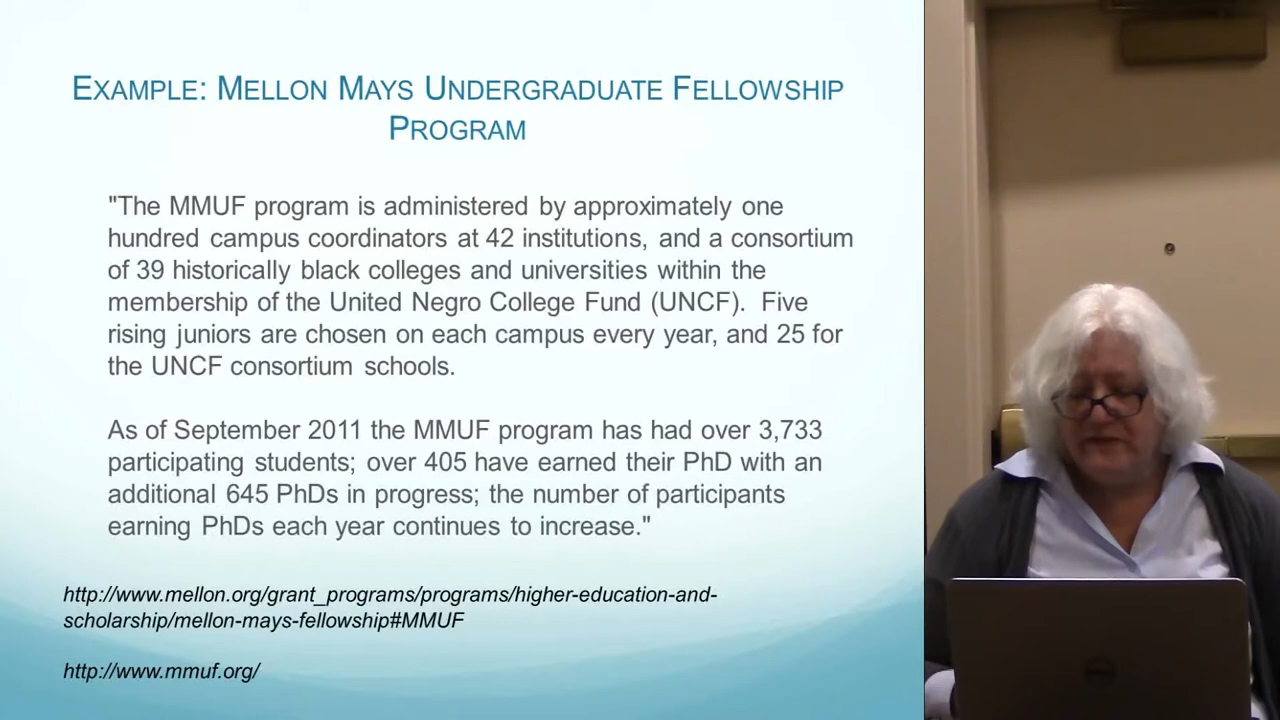 EXAMPLE: MELLON MAYS UNDERGRADUATE FELLOWSHIP
PROGRAM
"The MMUF program is administered by approximately one
hundred campus coordinators at 42 institutions, and a consortium
of 39 historically black colleges and universities within the
membership of the United Negro College Fund (UNCF).  Five
rising juniors are chosen on each campus every year, and 25 for
the UNCF consortium schools.
As of September 2011 the MMUF program has had over 3,733
participating students; over 405 have earned their PhD with an
additional 645 PhDs in progress; the number of participants
earning PhDs each year continues to increase."
http://www.mellon.org/grant_programs/programs/higher-education-and-
scholarship/mellon-mays-fellowship#MMUF
http://www.mmuf.org/